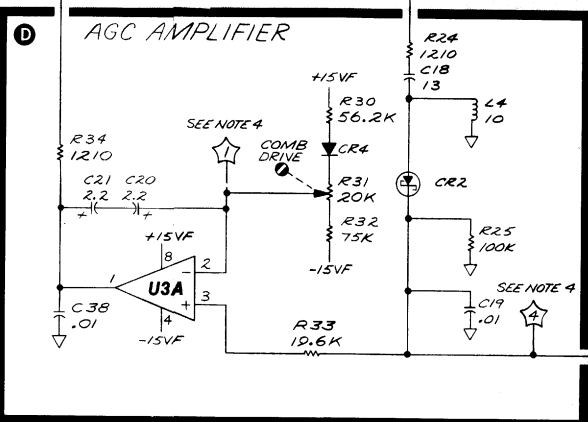 D AGC AMPLIFIER
R24
1210
C18
13
+15VF
L4
10
R30
56.2K
SEE NOTE 4
1
COMB
DRIVE
CR4
R34
1210
C21
2.2
C20
2.2
+ +
R31
20K
CR2
R32
75K
R25
100K
+15VF
8
-15VF
1
2
-
U3A
3
+
SEE NOTE 4
4
C38
.01
4
-15VF
C19
.01
R33
19.6K